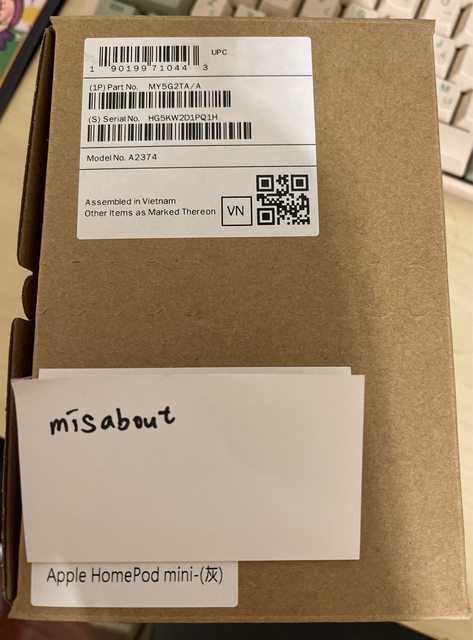 UPC
1 90199 71044 3
(1P) Part No. MY5G2TA/A
(S) Serial No. HG5KW2D1PQ1H
Model No. A2374
Assembled in Vietnam
Other Items as Marked Thereon
VN
misabout
Apple HomePod mini-(灰)